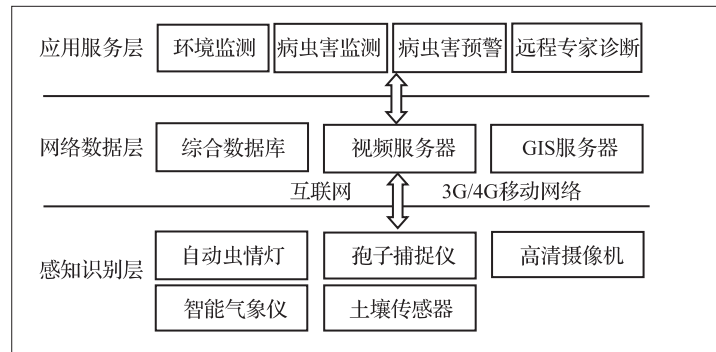 应用服务层 环境监测 病虫害监测 病虫害预警 远程专家诊断
网络数据层 综合数据库 视频服务器 GIS服务器
互联网 3G/4G移动网络
感知识别层 自动虫情灯 孢子捕捉仪 高清摄像机
智能气象仪 土壤传感器